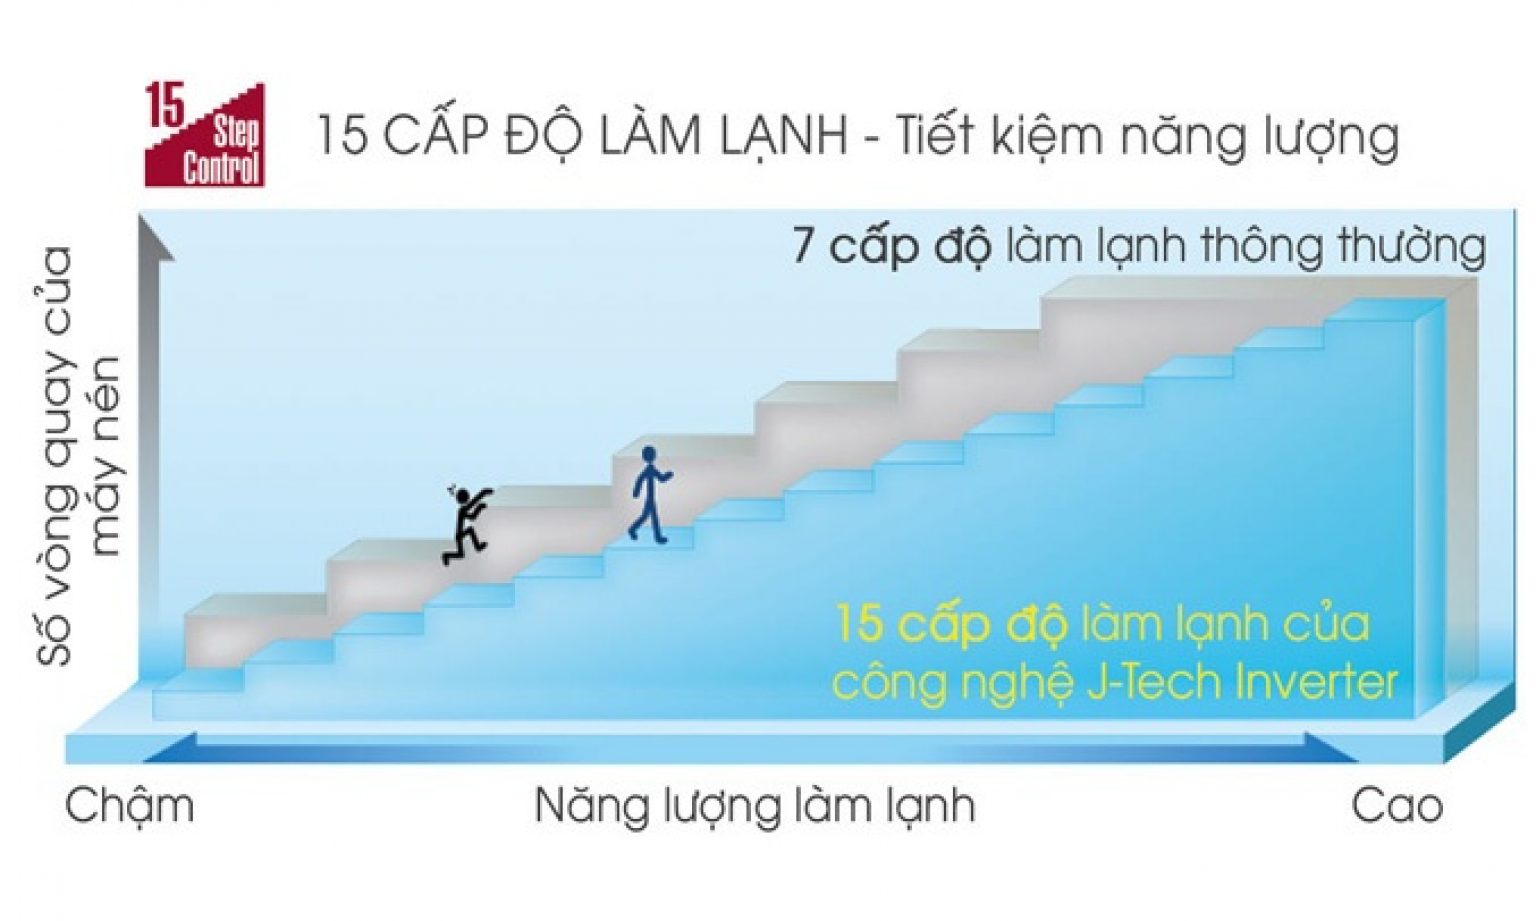 15
Step
Control
15 CẤP ĐỘ LÀM LẠNH - Tiết kiệm năng lượng
7 cấp độ làm lạnh thông thường
Số vòng quay của
máy nén
15 cấp độ làm lạnh của
công nghệ J-Tech Inverter
Chậm
Năng lượng làm lạnh
Cao